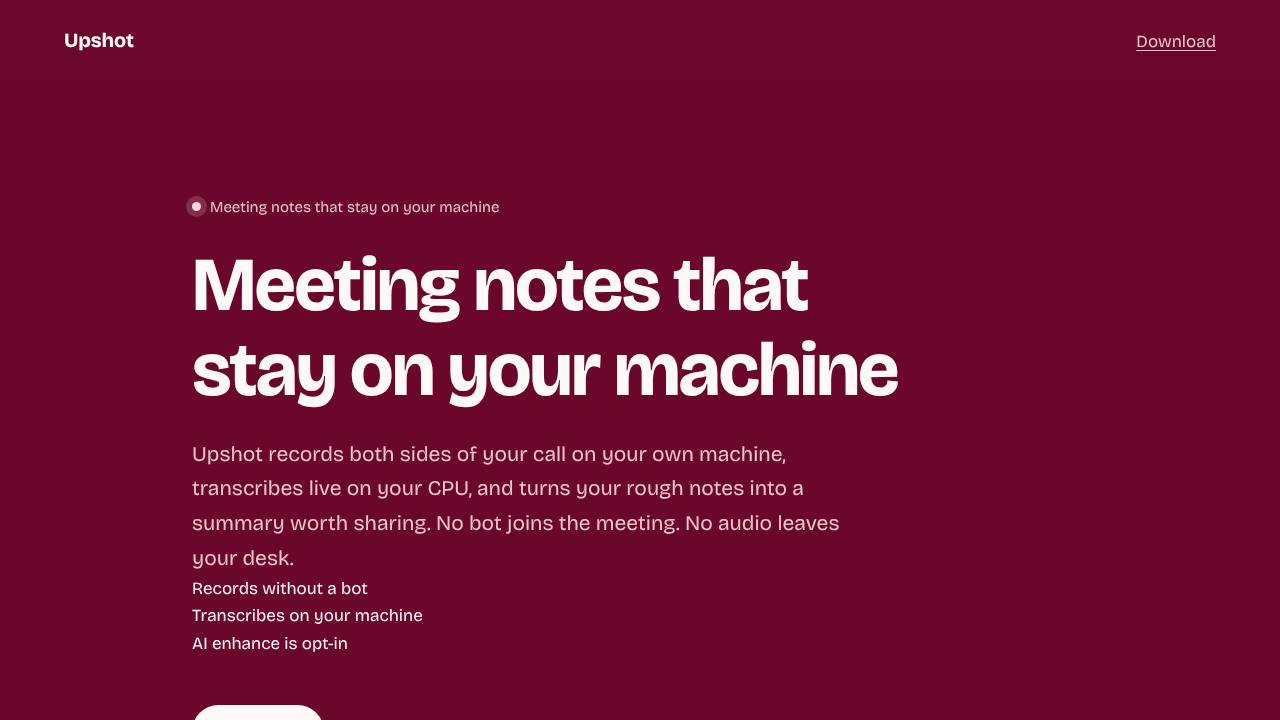 Upshot
Download
Meeting notes that stay on your machine
Meeting notes that
stay on your machine
Upshot records both sides of your call on your own machine,
transcribes live on your CPU, and turns your rough notes into a
summary worth sharing. No bot joins the meeting. No audio leaves
your desk.
Records without a bot
Transcribes on your machine
AI enhance is opt-in